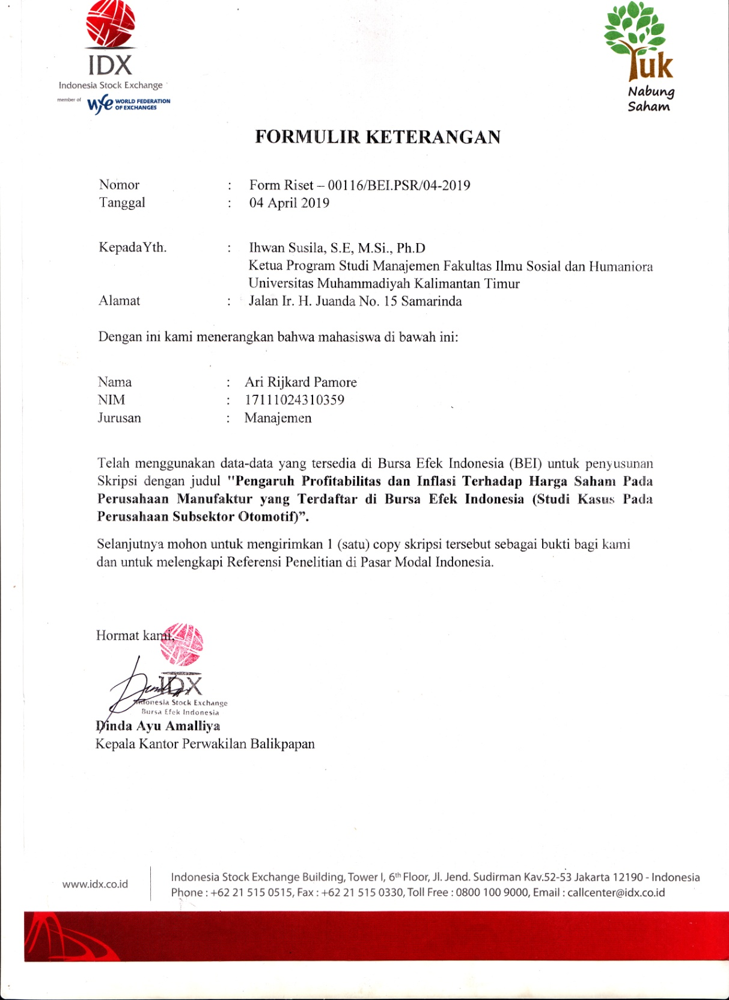 IDX
Indonesia Stock Exchange
member of wfe WORLD FEDERATION
OF EXCHANGES
Yuk
Nabung
Saham
FORMULIR KETERANGAN
Nomor : Form Riset – 00116/BEI.PSR/04-2019
Tanggal : 04 April 2019
KepadaYth. : Ihwan Susila, S.E, M.Si., Ph.D
Ketua Program Studi Manajemen Fakultas Ilmu Sosial dan Humaniora
Universitas Muhammadiyah Kalimantan Timur
Alamat : Jalan Ir. H. Juanda No. 15 Samarinda
Dengan ini kami menerangkan bahwa mahasiswa di bawah ini:
Nama : Ari Rijkard Pamore
NIM : 17111024310359
Jurusan : Manajemen
Telah menggunakan data-data yang tersedia di Bursa Efek Indonesia (BEI) untuk penyusunan
Skripsi dengan judul "Pengaruh Profitabilitas dan Inflasi Terhadap Harga Saham Pada
Perusahaan Manufaktur yang Terdaftar di Bursa Efek Indonesia (Studi Kasus Pada
Perusahaan Subsektor Otomotif)”.
Selanjutnya mohon untuk mengirimkan 1 (satu) copy skripsi tersebut sebagai bukti bagi kami
dan untuk melengkapi Referensi Penelitian di Pasar Modal Indonesia.
Hormat kami,
IDX
Indonesia Stock Exchange
Bursa Efek Indonesia
Dinda Ayu Amalliya
Kepala Kantor Perwakilan Balikpapan
www.idx.co.id
Indonesia Stock Exchange Building, Tower I, 6th Floor, Jl. Jend. Sudirman Kav.52-53 Jakarta 12190 - Indonesia
Phone : +62 21 515 0515, Fax : +62 21 515 0330, Toll Free : 0800 100 9000, Email : callcenter@idx.co.id